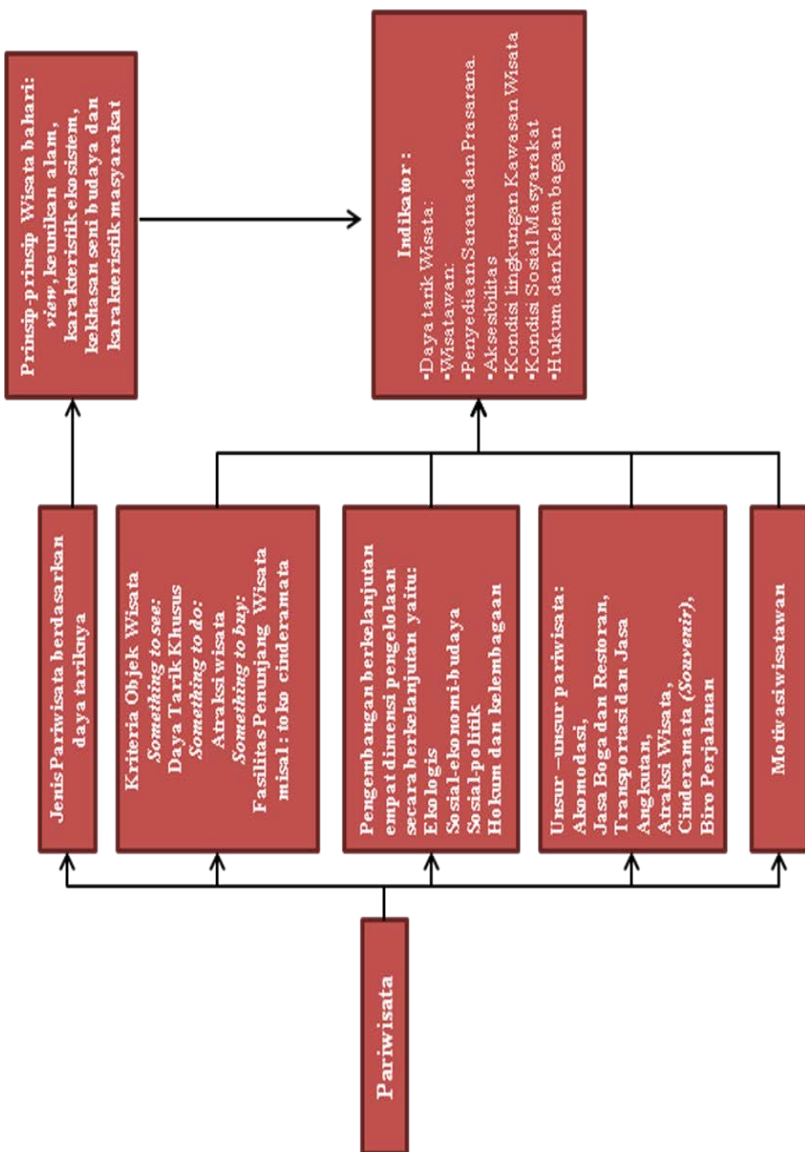 Pariwisata
Jenis Pariwisata berdasarkan
daya tariknya
Kriteria Objek Wisata
Something to see:
Daya Tarik Khusus
Something to do:
Atraksi wisata
Something to buy:
Fasilitas Penunjang Wisata
misal : toko cinderamata
Pengembangan berkelanjutan
empat dimensi pengelolaan
secara berkelanjutan yaitu:
Ekologis
Sosial-ekonomi-budaya
Sosial-politik
Hokum dan kelembagaan
Unsur –unsur pariwisata:
Akomodasi,
Jasa Boga dan Restoran,
Transportasi dan Jasa
Angkutan,
Atraksi Wisata,
Cinderamata (Souvenir),
Biro Perjalanan
Motivasi wisatawan
Prinsip-prinsip Wisata bahari:
view, keunikan alam,
karakteristik ekosistem,
kekhasan seni budaya dan
karakteristik masyarakat
Indikator :
▪Daya tarik Wisata:
▪Wisatawan:
▪Penyediaan Sarana dan Prasarana.
▪Aksesibilitas
▪Kondisi lingkungan Kawasan Wisata
▪Kondisi Sosial Masyarakat
▪Hukum dan Kelembagaan